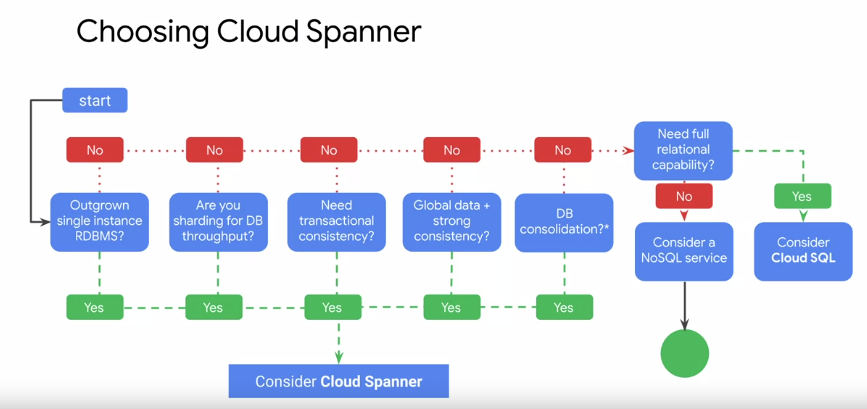 Choosing Cloud Spanner
start
No
No
No
No
No
Need full
relational
capability?
Outgrown
single instance
RDBMS?
Are you
sharding for DB
throughput?
Need
transactional
consistency?
Global data +
strong
consistency?
DB
consolidation?*
No
Yes
Consider a
NoSQL service
Consider
Cloud SQL
Yes
Yes
Yes
Yes
Yes
Consider Cloud Spanner